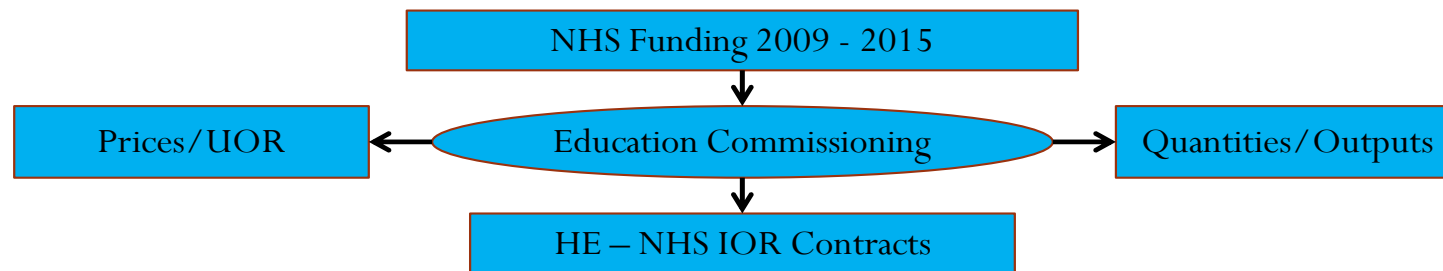 NHS Funding 2009 - 2015
Prices/UOR
Education Commissioning
Quantities/Outputs
HE – NHS IOR Contracts